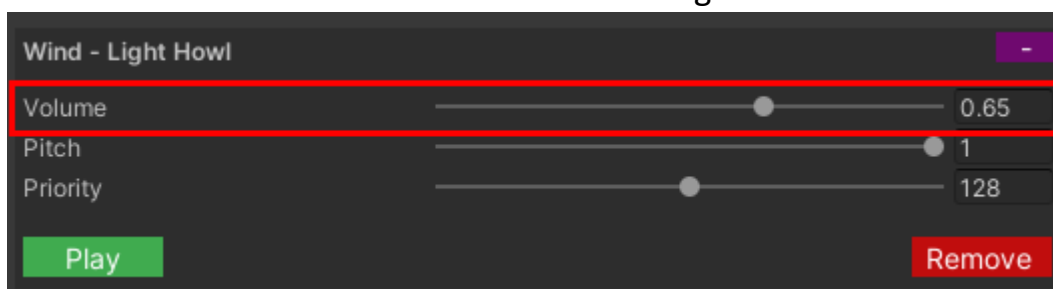 Wind - Light Howl -
Volume 0.65
Pitch 1
Priority 128
Play Remove